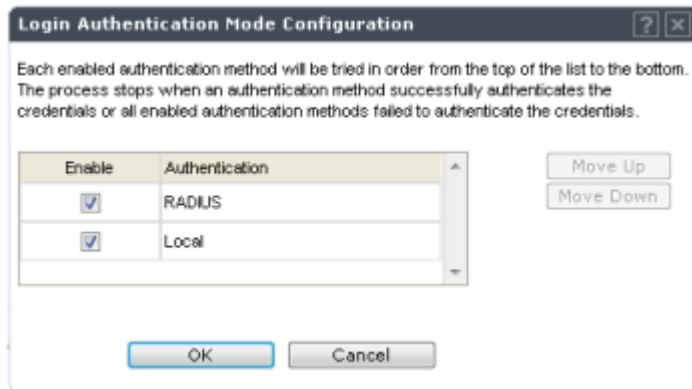 Login Authentication Mode Configuration ? x
Each enabled authentication method will be tried in order from the top of the list to the bottom.
The process stops when an authentication method successfully authenticates the
credentials or all enabled authentication methods failed to authenticate the credentials.
Enable Authentication
RADIUS
Local
Move Up
Move Down
OK Cancel